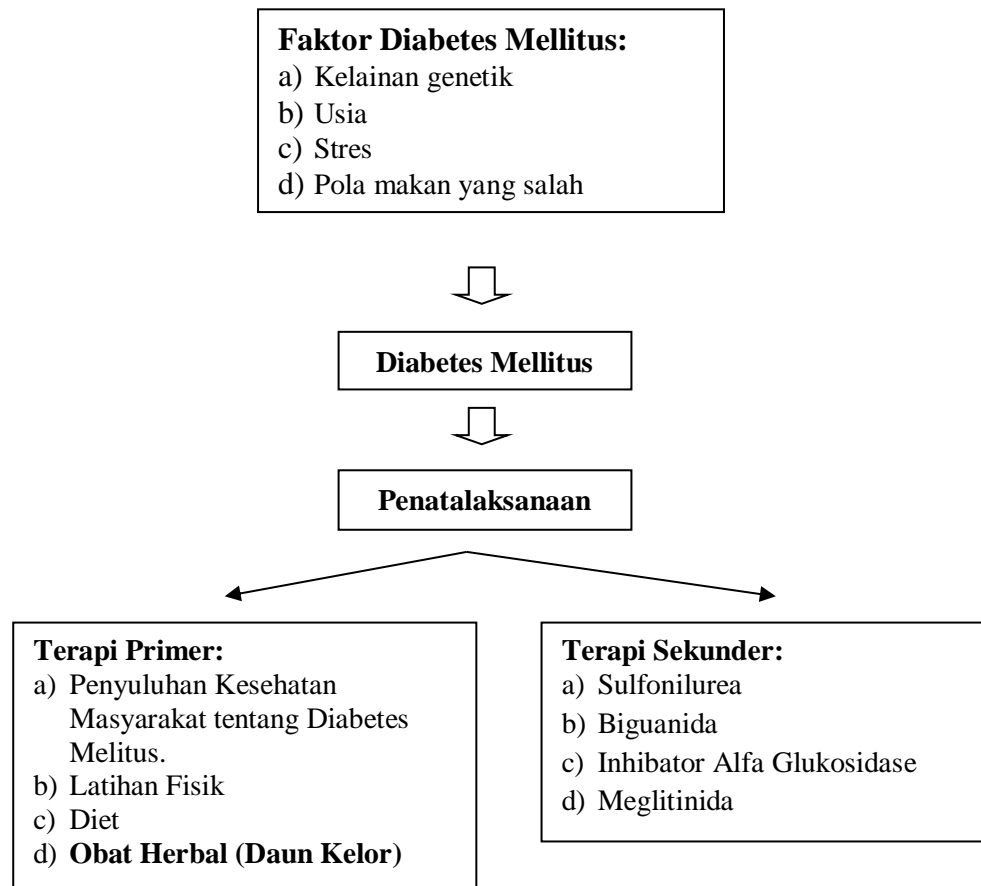 Faktor Diabetes Mellitus:
a) Kelainan genetik
b) Usia
c) Stres
d) Pola makan yang salah
Diabetes Mellitus
Penatalaksanaan
Terapi Primer:
a) Penyuluhan Kesehatan
Masyarakat tentang Diabetes
Melitus.
b) Latihan Fisik
c) Diet
d) Obat Herbal (Daun Kelor)
Terapi Sekunder:
a) Sulfonilurea
b) Biguanida
c) Inhibator Alfa Glukosidase
d) Meglitinida